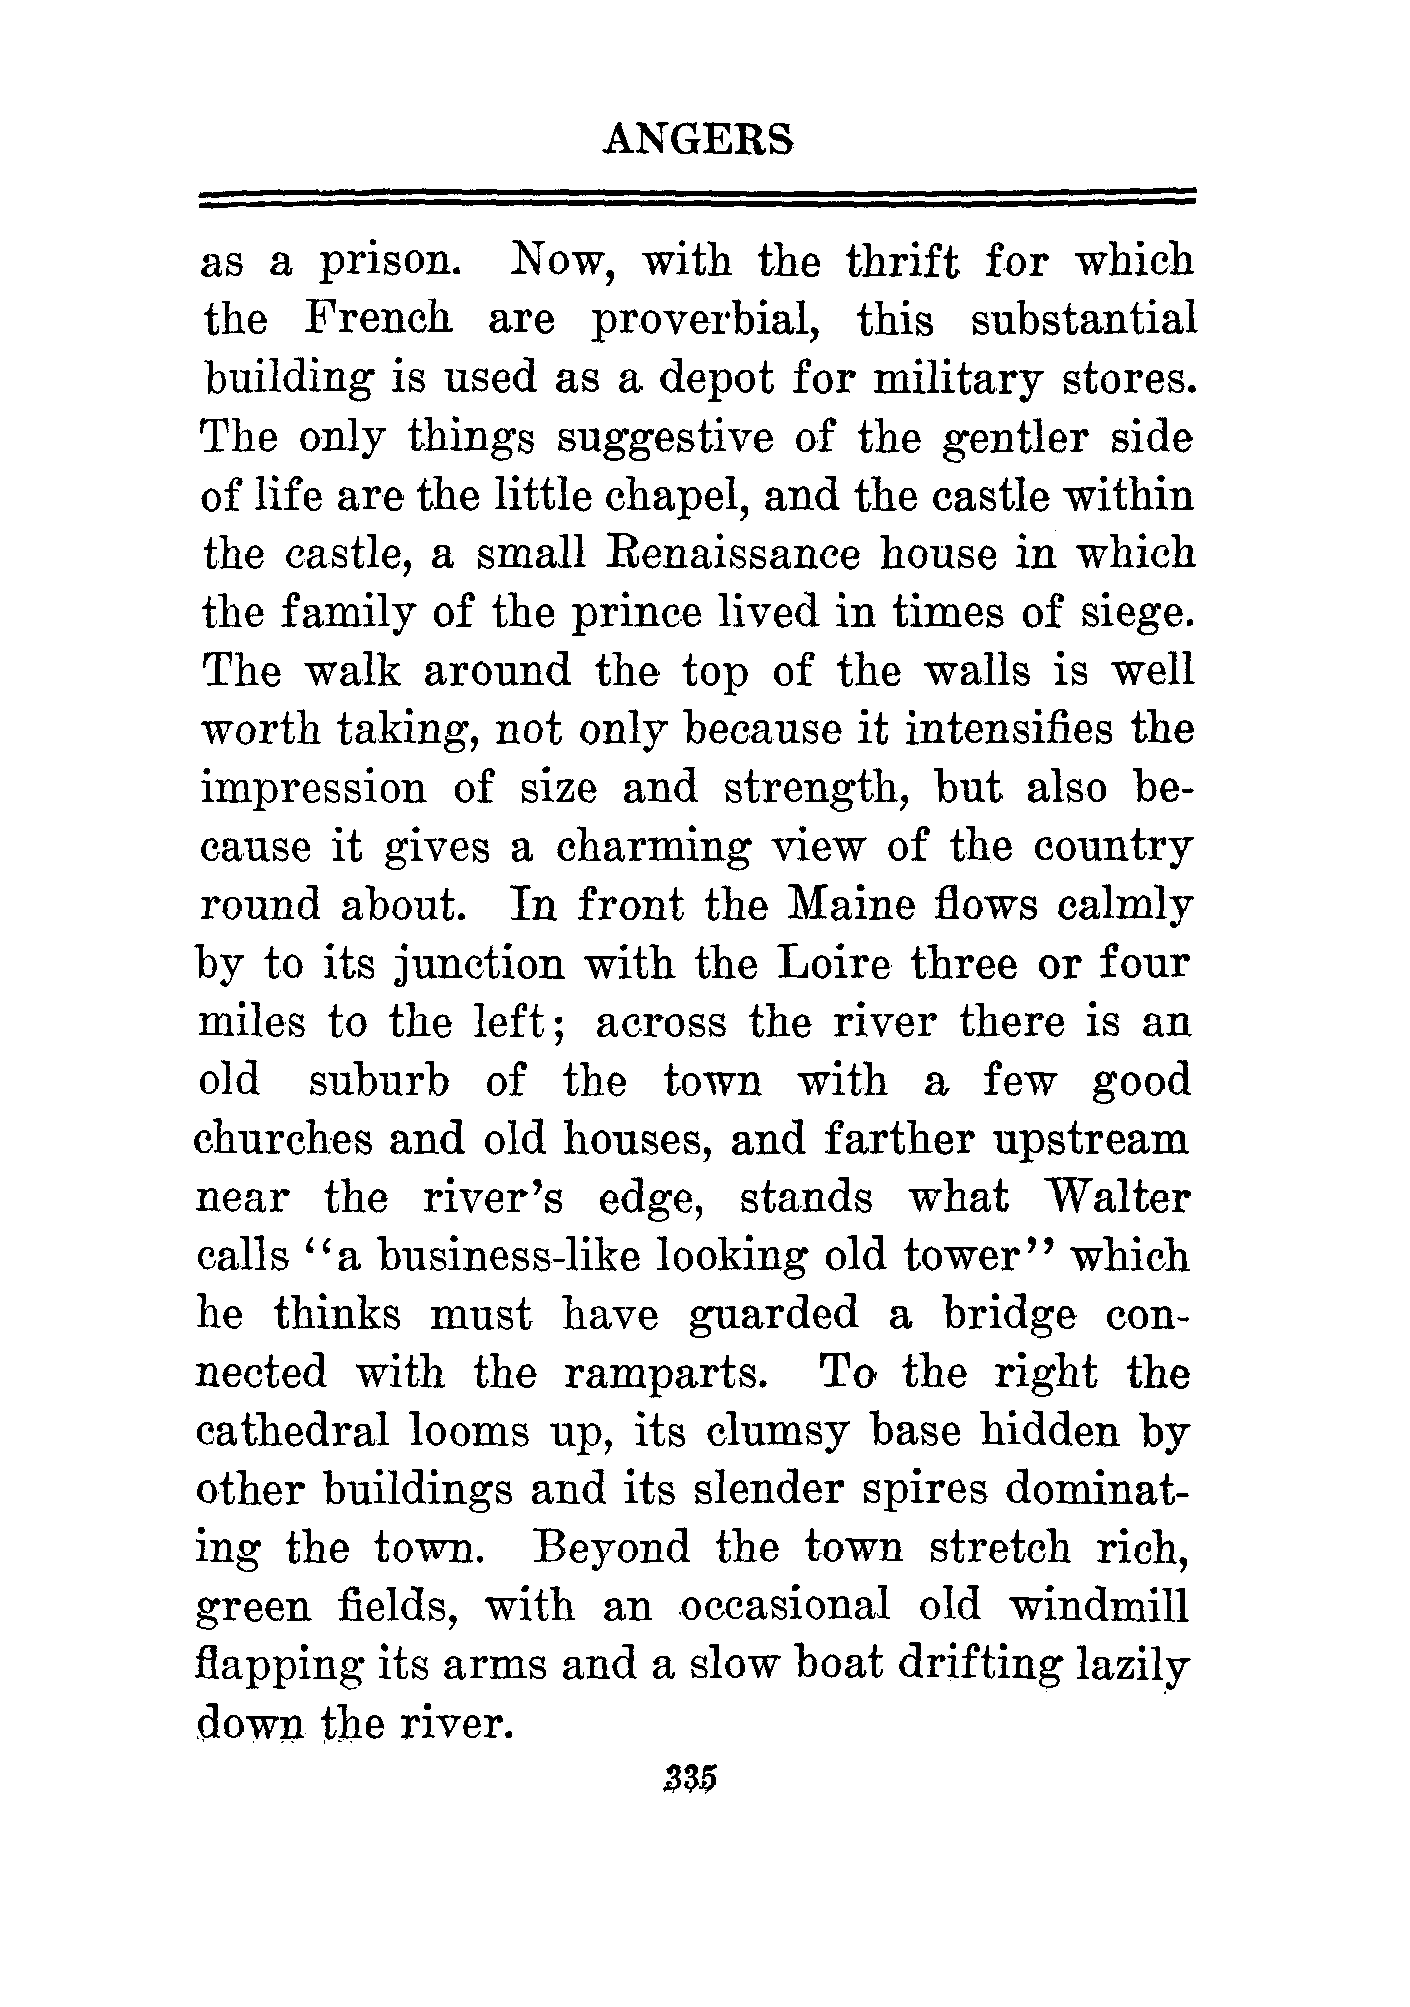 ANGERS
as a prison. Now, with the thrift for which
the French are proverbial, this substantial
building is used as a depot for military stores.
The only things suggestive of the gentler side
of life are the little chapel, and the castle within
the castle, a small Renaissance house in which
the family of the prince lived in times of siege.
The walk around the top of the walls is well
worth taking, not only because it intensifies the
impression of size and strength, but also be-
cause it gives a charming view of the country
round about. In front the Maine flows calmly
by to its junction with the Loire three or four
miles to the left; across the river there is an
old suburb of the town with a few good
churches and old houses, and farther upstream
near the river's edge, stands what Walter
calls "a business-like looking old tower" which
he thinks must have guarded a bridge con-
nected with the ramparts. To the right the
cathedral looms up, its clumsy base hidden by
other buildings and its slender spires dominat-
ing the town. Beyond the town stretch rich,
green fields, with an occasional old windmill
flapping its arms and a slow boat drifting lazily
down the river.
335